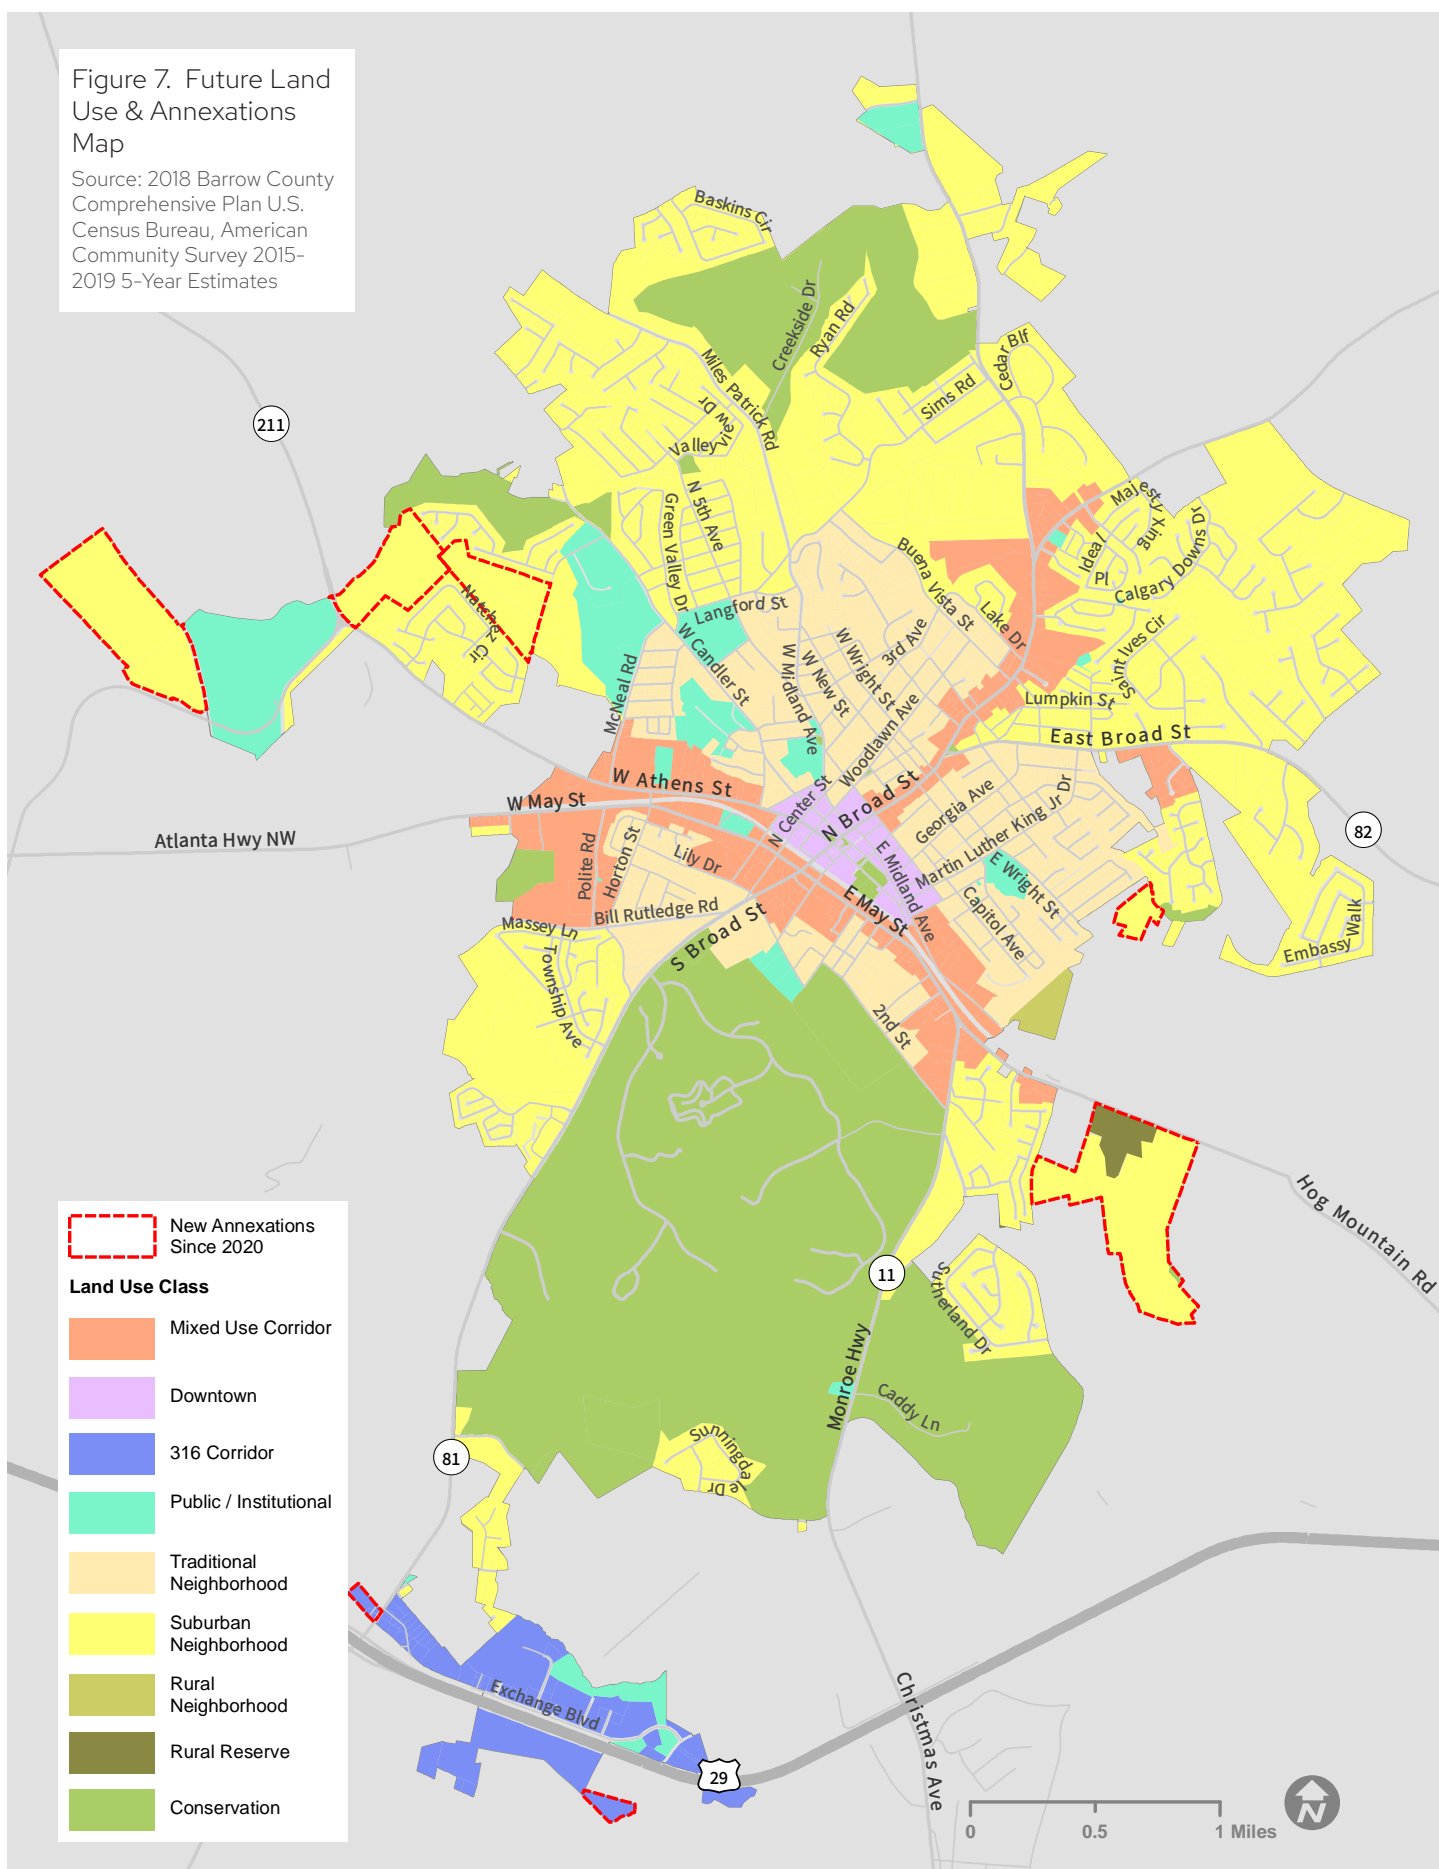 Figure 7. Future Land
Use & Annexations
Map
Source: 2018 Barrow County
Comprehensive Plan U.S.
Census Bureau, American
Community Survey 2015-
2019 5-Year Estimates
Baskins Cir
Creekside Dr
Ryan Rd
Miles Patrick Rd
Cedar Blf
Sims Rd
Valley View Dr
211
N 5th Ave
Green Valley Dr
Majesty Xing
Ideal Pl
Calgary Downs Dr
Buena Vista St
Lake Dr
Natchez Cir
Langford St
W Candler St
3rd Ave
W Wright St
W New St
W Midland Ave
Saint Ives Cir
McNeal Rd
Lumpkin St
East Broad St
Woodlawn Ave
W Athens St
W May St
N Center St
N Broad St
Georgia Ave
Martin Luther King Jr Dr
82
Atlanta Hwy NW
Polite Rd
Horton St
Lily Dr
E Midland Ave
E Wright St
Bill Rutledge Rd
E May St
Capitol Ave
Massey Ln
S Broad St
Township Ave
Embassy Walk
2nd St
Hog Mountain Rd
11
Sutherland Dr
Monroe Hwy
Caddy Ln
Sunningdale Dr
81
New Annexations
Since 2020
Land Use Class
Mixed Use Corridor
Downtown
316 Corridor
Public / Institutional
Traditional
Neighborhood
Suburban
Neighborhood
Rural
Neighborhood
Rural Reserve
Conservation
Exchange Blvd
29
Christmas Ave
N
0 0.5 1 Miles